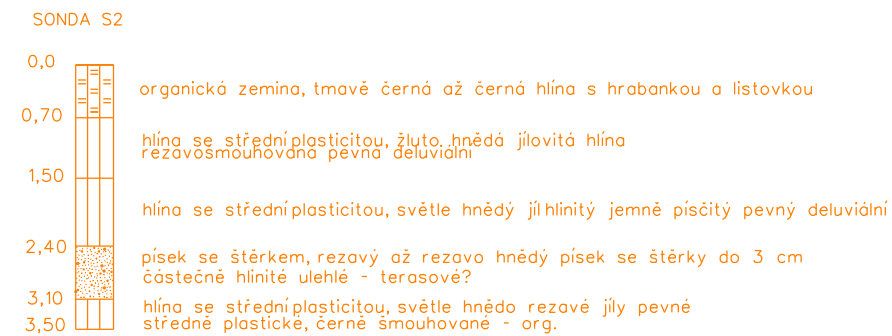 SONDA S2
0,0
organická zemina, tmavě černá až černá hlína s hrabankou a listovkou
0,70
hlína se střední plasticitou, žluto hnědá jílovitá hlína
rezavošmouhovaná pevná deluviální
1,50
hlína se střední plasticitou, světle hnědý jíl hlinitý jemně písčitý pevný deluviální
2,40
písek se štěrkem, rezavý až rezavo hnědý písek se štěrky do 3 cm
částečně hlinité ulehlé - terasové?
3,10
hlína se střední plasticitou, světle hnědo rezavé jíly pevné
3,50
středně plastické, černě šmouhované - org.